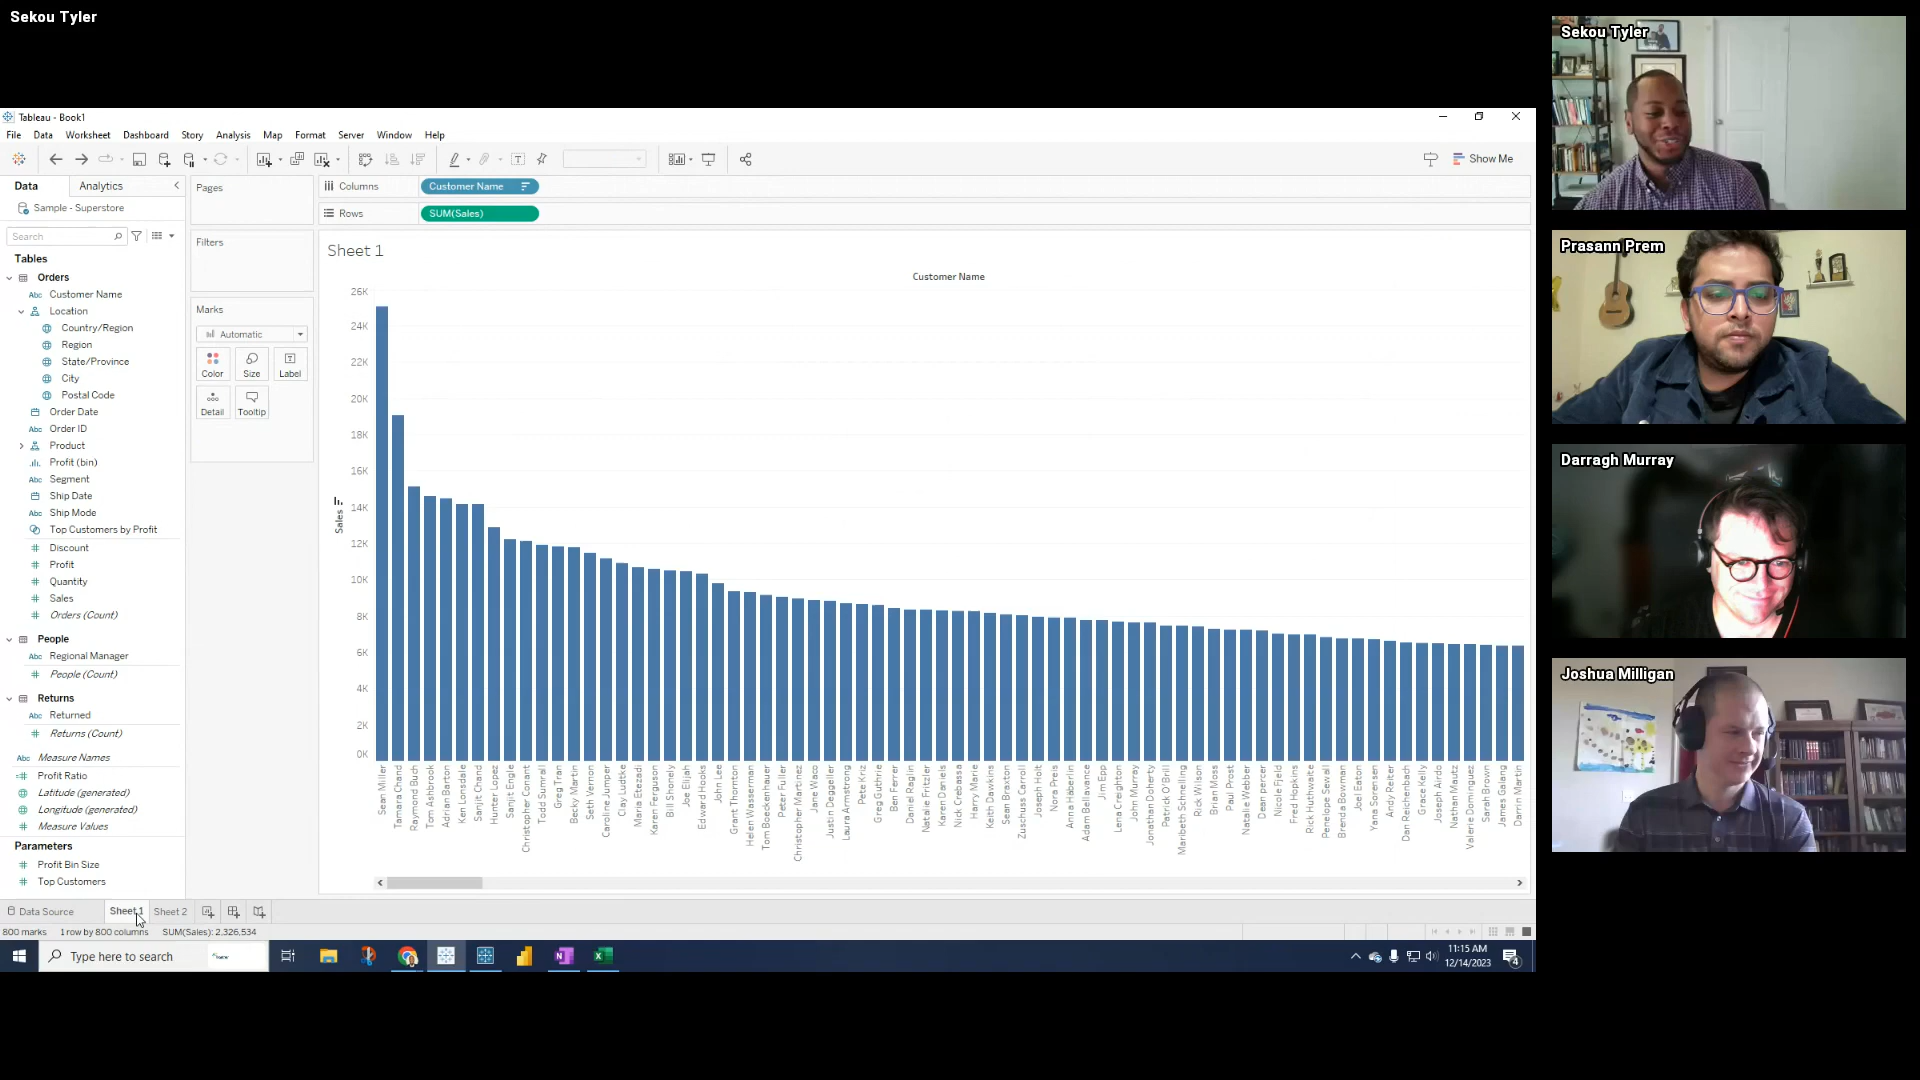 Sekou Tyler
Tableau - Book1
File Data Worksheet Dashboard Story Analysis Map Format Server Window Help
Show Me
Data Analytics
Sample - Superstore
Search
Tables
Orders
Customer Name
Location
Country/Region
Region
State/Province
City
Postal Code
Order Date
Order ID
Product
Profit (bin)
Segment
Ship Date
Ship Mode
Top Customers by Profit
Discount
Profit
Quantity
Sales
Orders (Count)
People
Regional Manager
People (Count)
Returns
Returned
Returns (Count)
Measure Names
Profit Ratio
Latitude (generated)
Longitude (generated)
Measure Values
Parameters
Profit Bin Size
Top Customers
Pages
Filters
Marks
Automatic
Color Size Label
Detail Tooltip
Columns Customer Name
Rows SUM(Sales)
Sheet 1
Customer Name
26K
24K
22K
20K
18K
16K
14K
12K
10K
8K
6K
4K
2K
0K
Sales
Sean Miller
Tamara Chand
Raymond Buch
Tom Ashbrook
Adrian Barton
Ken Lonsdale
Sanjit Chand
Hunter Lopez
Sanjit Engle
Christopher Conant
Todd Sumrall
Greg Tran
Becky Martin
Seth Vernon
Caroline Jumper
Clay Ludtke
Maria Etezadi
Karen Ferguson
Bill Shonely
Joe Elijah
Edward Hooks
John Lee
Grant Thornton
Helen Wasserman
Tom Boeckenhauer
Peter Fuller
Christopher Martinez
Jane Waco
Justin Deggeller
Laura Armstrong
Pete Kriz
Greg Guthrie
Ben Ferrer
Daniel Raglin
Natalie Fritzler
Karen Daniels
Nick Crebassa
Harry Marie
Keith Dawkins
Sean Braxton
Zuschuss Carroll
Joseph Holt
Nora Preis
Anna Häberlin
Adam Bellavance
Jim Epp
Lena Creighton
John Murray
Jonathan Doherty
Patrick O'Brill
Maribeth Schnelling
Rick Wilson
Brian Moss
Paul Prost
Natalie Webber
Dean percer
Nicole Fjeld
Fred Hopkins
Rick Huthwaite
Penelope Sewall
Brenda Bowman
Joel Eaton
Yana Sorensen
Andy Reiter
Dan Reichenbach
Grace Kelly
Joseph Airdo
Nathan Mautz
Valerie Dominguez
Sarah Brown
James Galang
Darrin Martin
Data Source Sheet 1 Sheet 2
800 marks 1 row by 800 columns SUM(Sales): 2,326,534
Type here to search
11:15 AM
12/14/2023
4
Sekou Tyler
Prasann Prem
Darragh Murray
Joshua Milligan